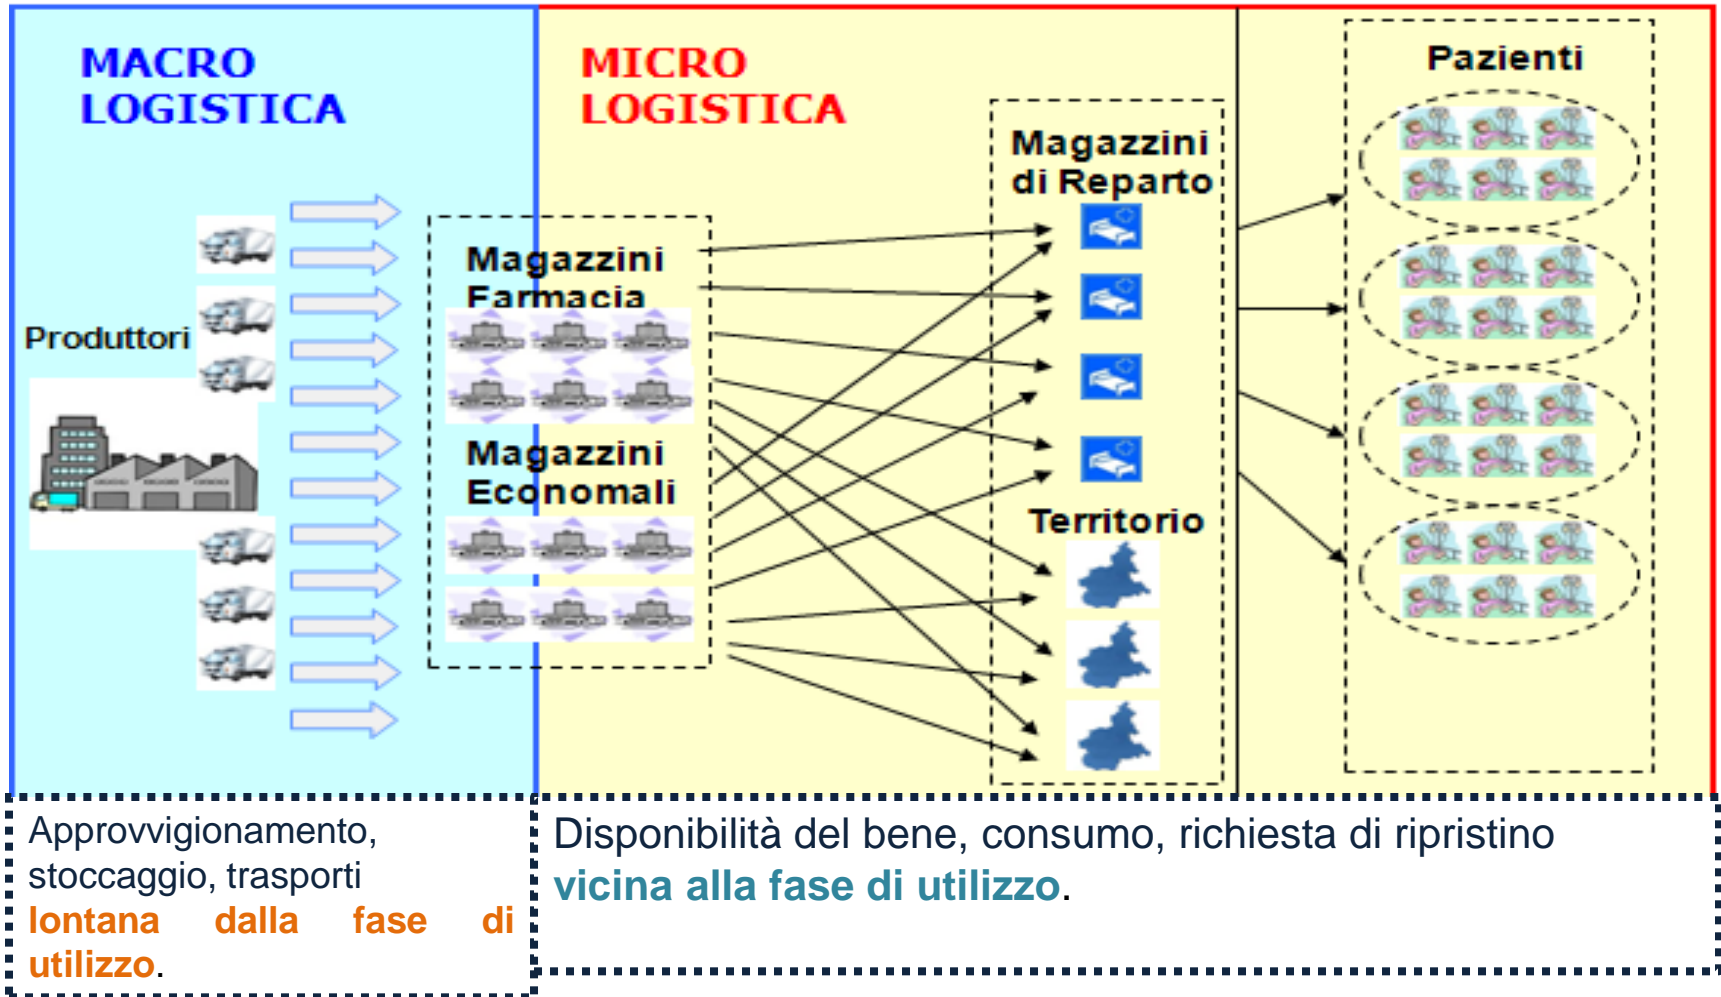 MACRO
LOGISTICA
MICRO
LOGISTICA
Pazienti
Magazzini
di Reparto
Magazzini
Farmacia
Produttori
Magazzini
Economali
Territorio
Approvvigionamento,
stoccaggio, trasporti
lontana dalla fase di
utilizzo.
Disponibilità del bene, consumo, richiesta di ripristino
vicina alla fase di utilizzo.